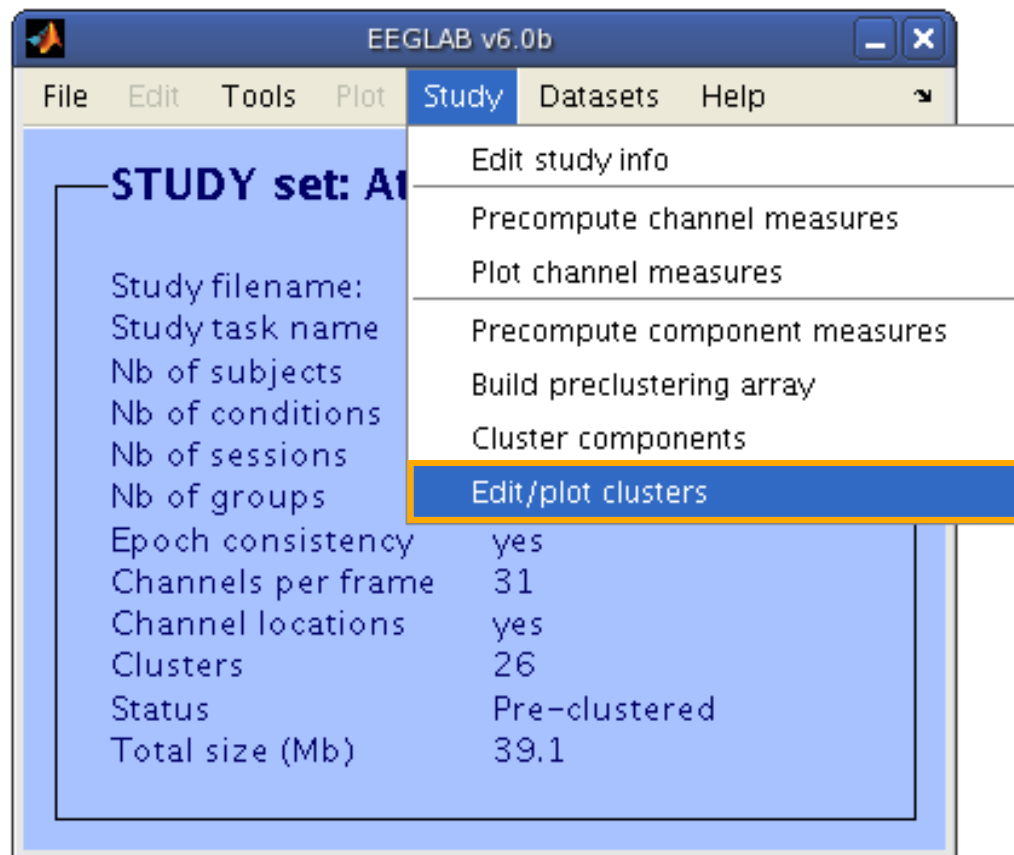 EEGLAB v6.0b
File Edit Tools Plot Study Datasets Help
STUDY set: At
Edit study info
Precompute channel measures
Plot channel measures
Precompute component measures
Build preclustering array
Cluster components
Edit/plot clusters
Study filename:
Study task name
Nb of subjects
Nb of conditions
Nb of sessions
Nb of groups
Epoch consistency yes
Channels per frame 31
Channel locations yes
Clusters 26
Status Pre-clustered
Total size (Mb) 39.1